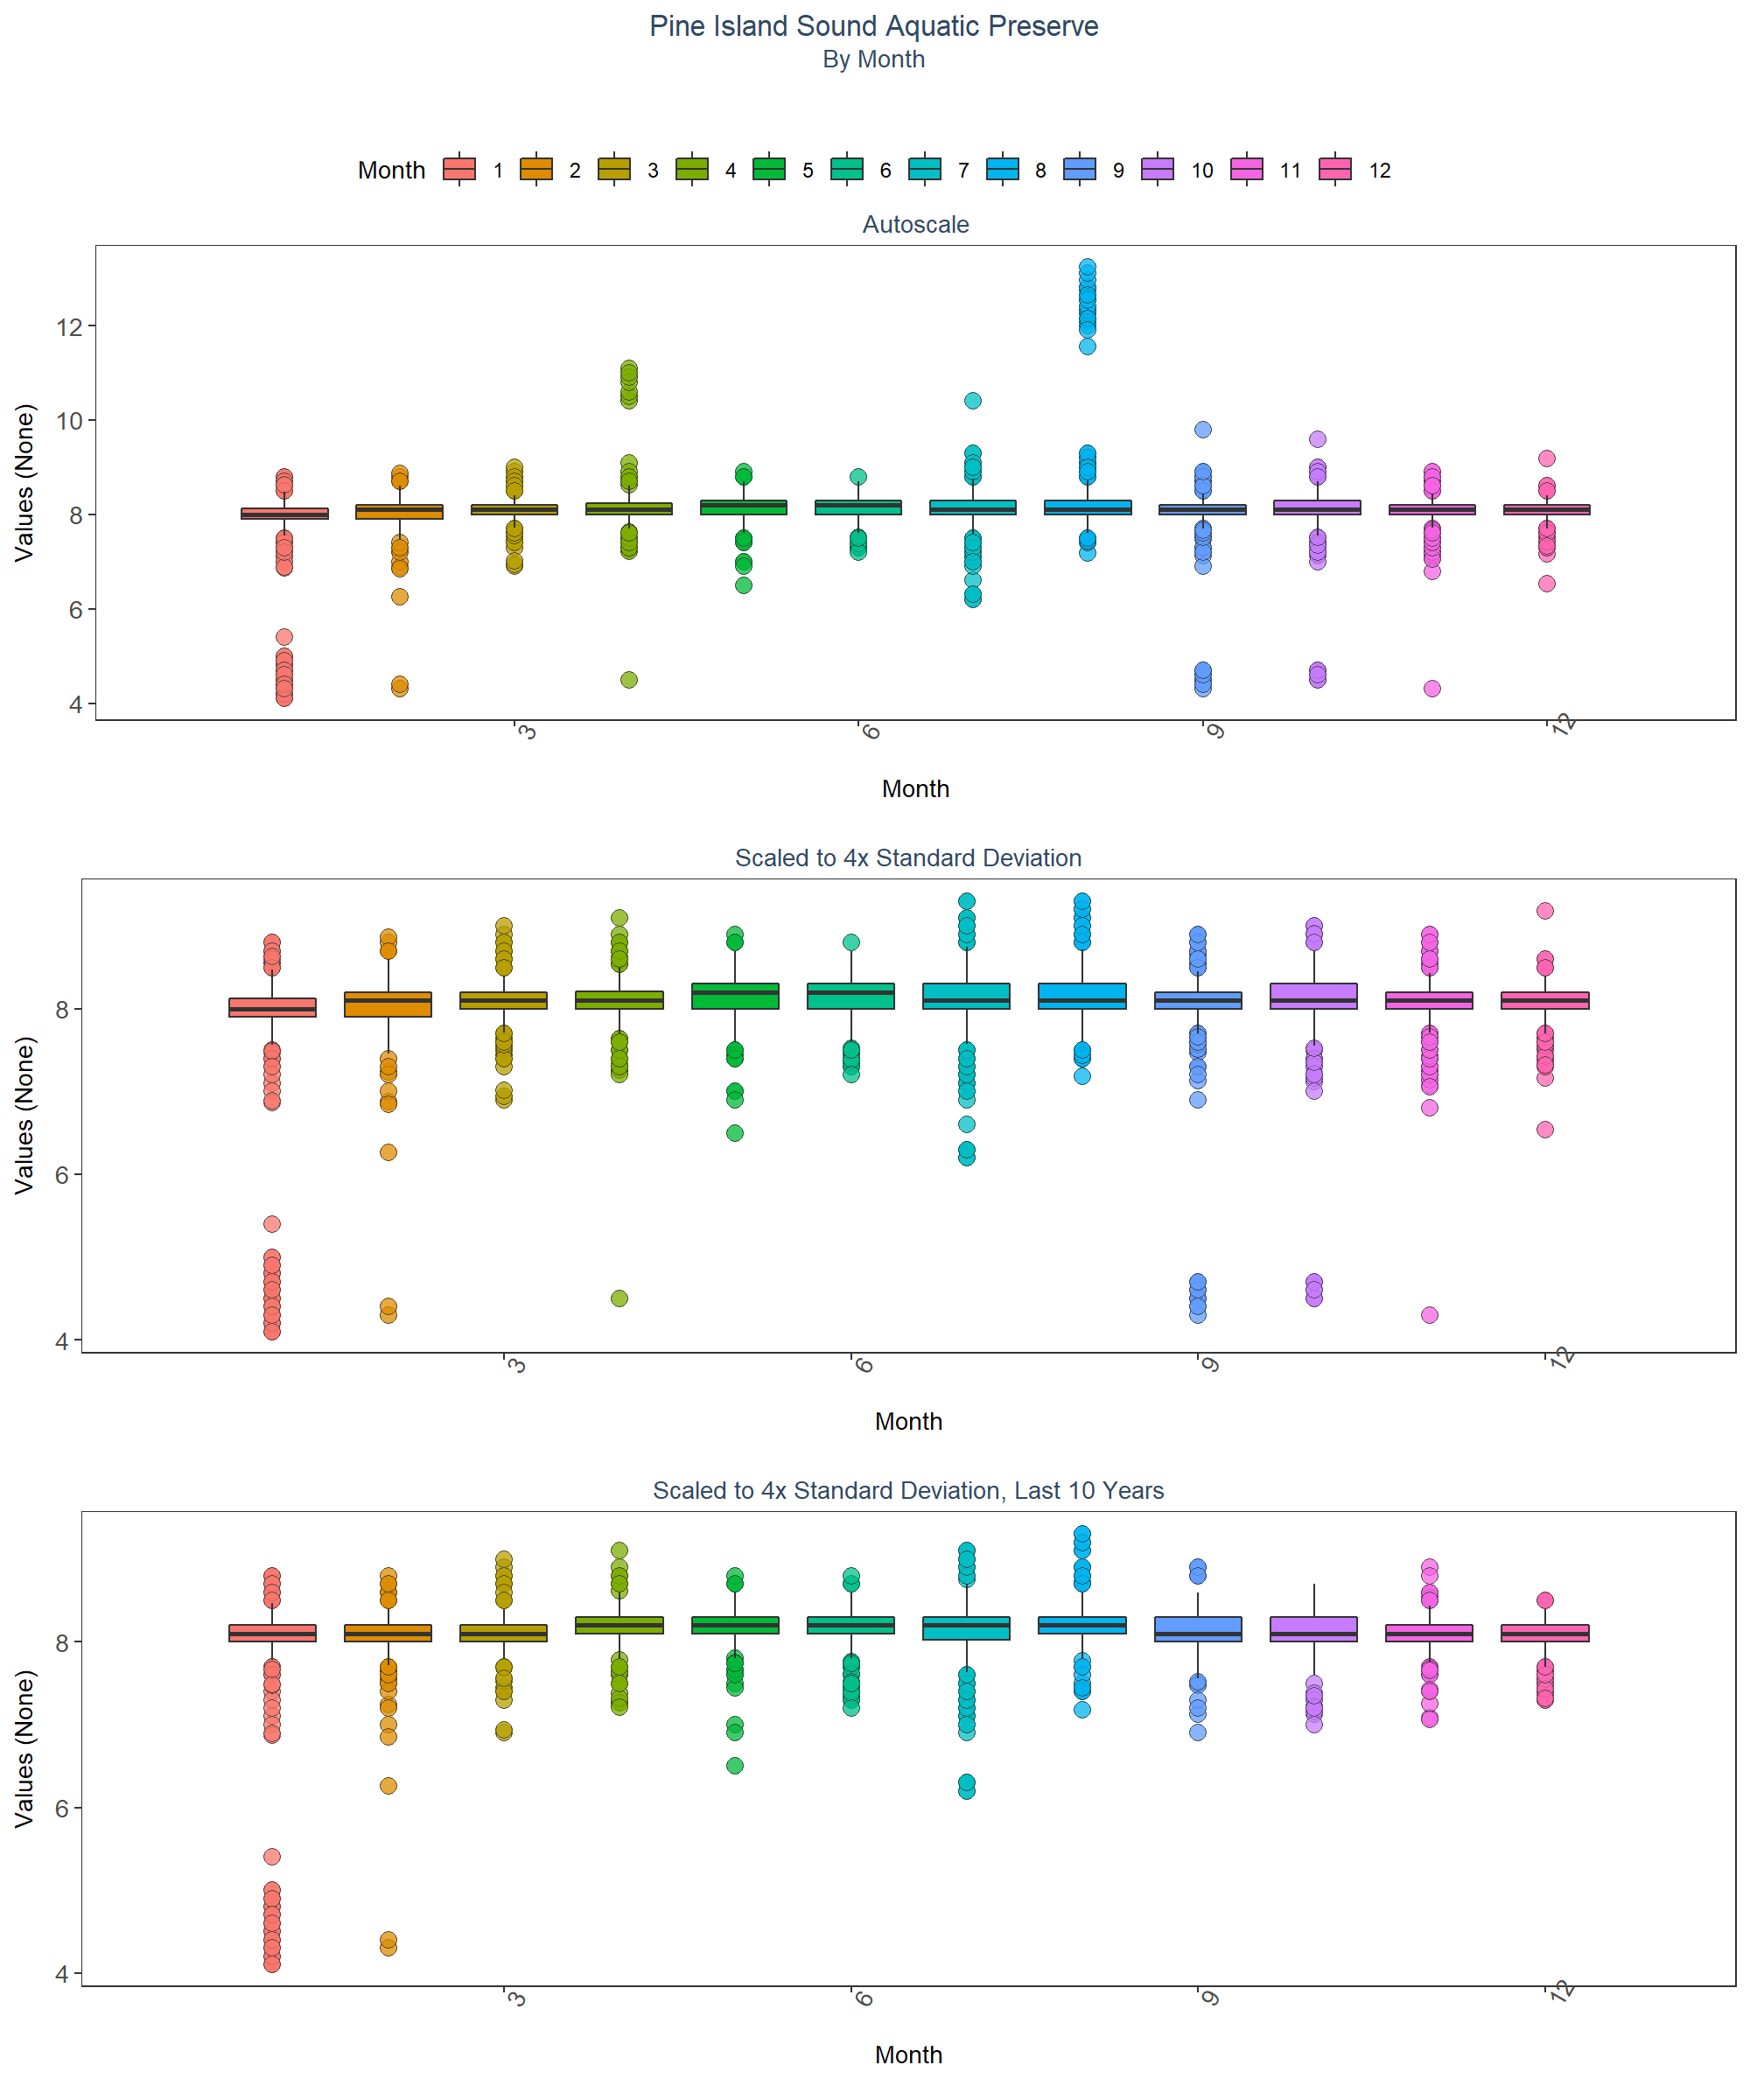 Pine Island Sound Aquatic Preserve
By Month
Month 1 2 3 4 5 6 7 8 9 10 11 12
Autoscale
Values (None)
12
10
8
6
4
3 6 9 12
Month
Scaled to 4x Standard Deviation
Values (None)
8
6
4
3 6 9 12
Month
Scaled to 4x Standard Deviation, Last 10 Years
Values (None)
8
6
4
3 6 9 12
Month